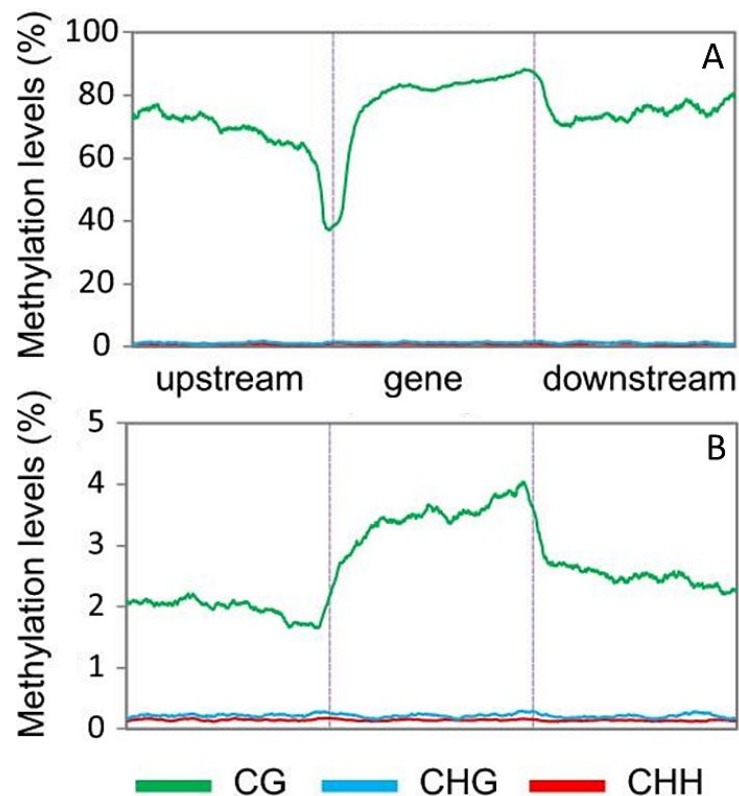 Methylation levels (%)
100
80
60
40
20
0
A
upstream gene downstream
Methylation levels (%)
5
4
3
2
1
0
B
CG CHG CHH